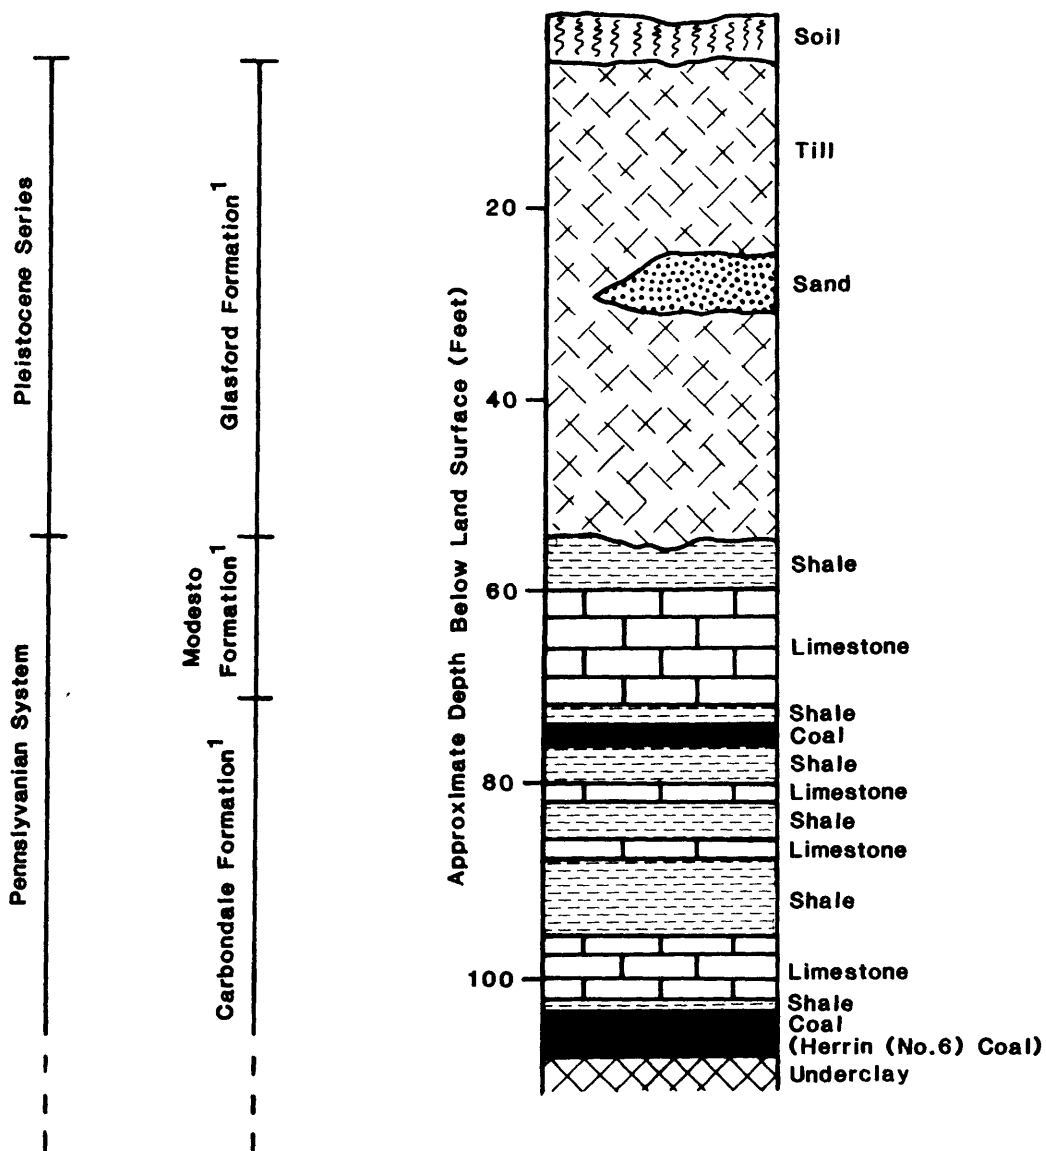 Pleistocene Series
Pennslyvanian System
Glasford Formation¹
Modesto
Formation¹
Carbondale Formation¹
Approximate Depth Below Land Surface (Feet)
20
40
60
80
100
Soil
Till
Sand
Shale
Limestone
Shale
Coal
Shale
Limestone
Shale
Limestone
Shale
Limestone
Shale
Coal
(Herrin (No.6) Coal)
Underclay